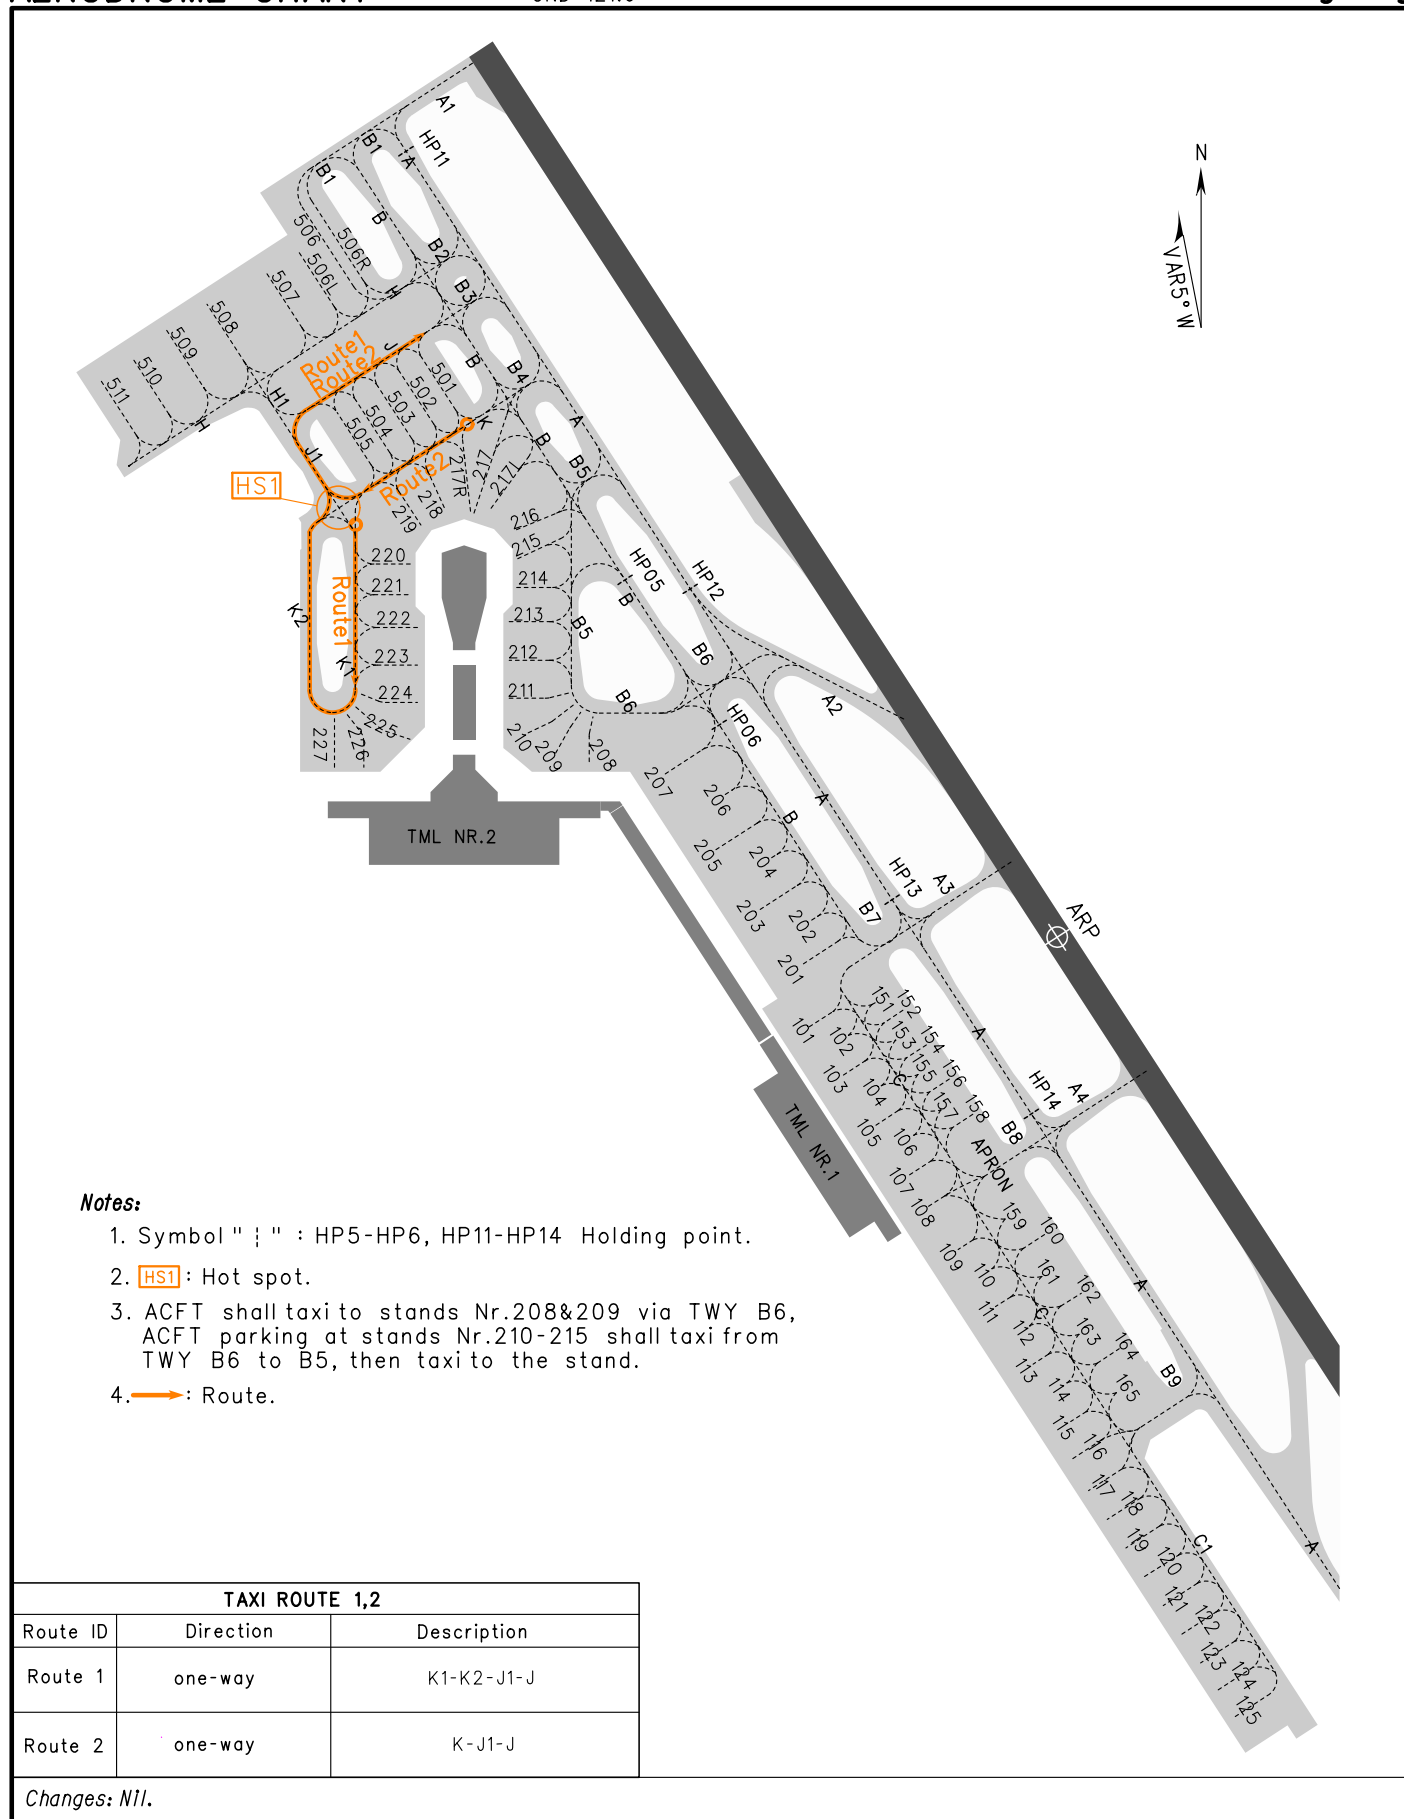 N
VAR5°W
A1
HP11
A
B1
B1
B
B2
B3
506
506R
506L
H
507
508
509
510
511
H
H1
Route1
Route2
J
J1
501
502
503
504
505
B
B4
K
A
B
B5
217
217L
217R
218
219
Route2
HS1
216
215
214
213
212
211
210
209
208
220
221
222
223
224
225
226
227
K2
Route1
K1
HP05
HP12
B
B5
B6
B6
A2
HP06
A
B
207
206
205
204
203
202
201
B7
HP13
A3
ARP
TML NR.2
151
152
153
154
155
156
157
158
A
C
101
102
103
104
105
106
107
108
HP14
A4
B8
APRON
TML NR.1
159
160
161
162
163
164
165
109
110
111
112
113
114
115
116
117
118
119
120
121
122
123
124
125
C
A
B9
C1
A
Notes:
1. Symbol " ¦ " : HP5-HP6, HP11-HP14 Holding point.
2. HS1 : Hot spot.
3. ACFT shall taxi to stands Nr.208&209 via TWY B6,
ACFT parking at stands Nr.210-215 shall taxi from
TWY B6 to B5, then taxi to the stand.
4. : Route.
TAXI ROUTE 1,2
Route ID Direction Description
Route 1 one-way K1-K2-J1-J
Route 2 one-way K-J1-J
Changes: Nil.